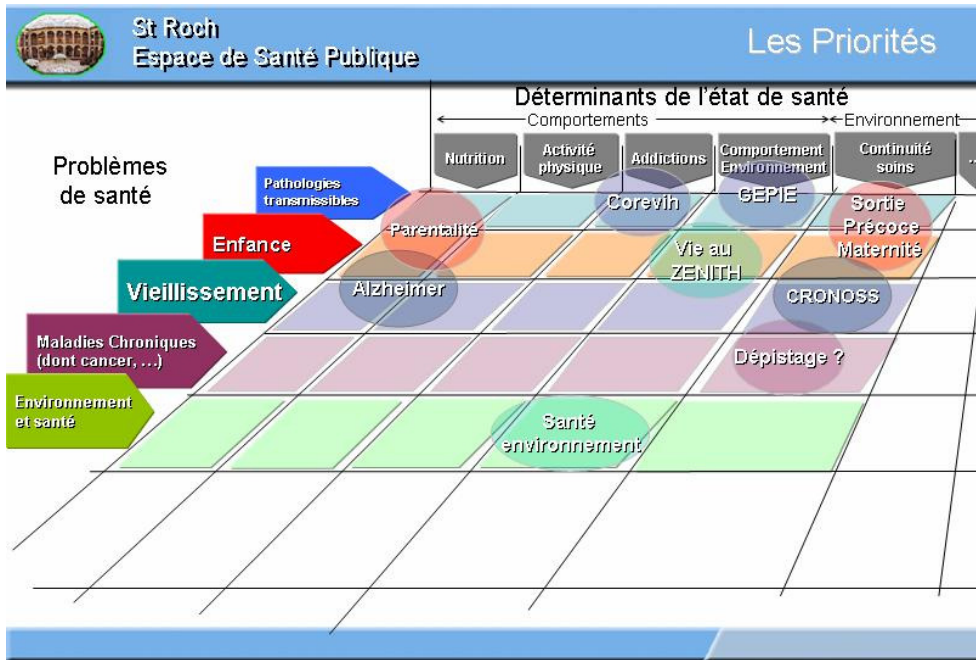 St Roch
Espace de Santé Publique
Les Priorités
Déterminants de l'état de santé
Comportements
Environnement
Problèmes
de santé
Nutrition
Activité
physique
Addictions
Comportement
Environnement
Continuité
soins
...
Pathologies
transmissibles
Corevih
GEPIE
Sortie
Précoce
Maternité
Parentalité
Enfance
Vie au
ZENITH
Vieillissement
Alzheimer
CRONOSS
Maladies Chroniques
(dont cancer, ...)
Dépistage ?
Environnement
et santé
Santé
environnement